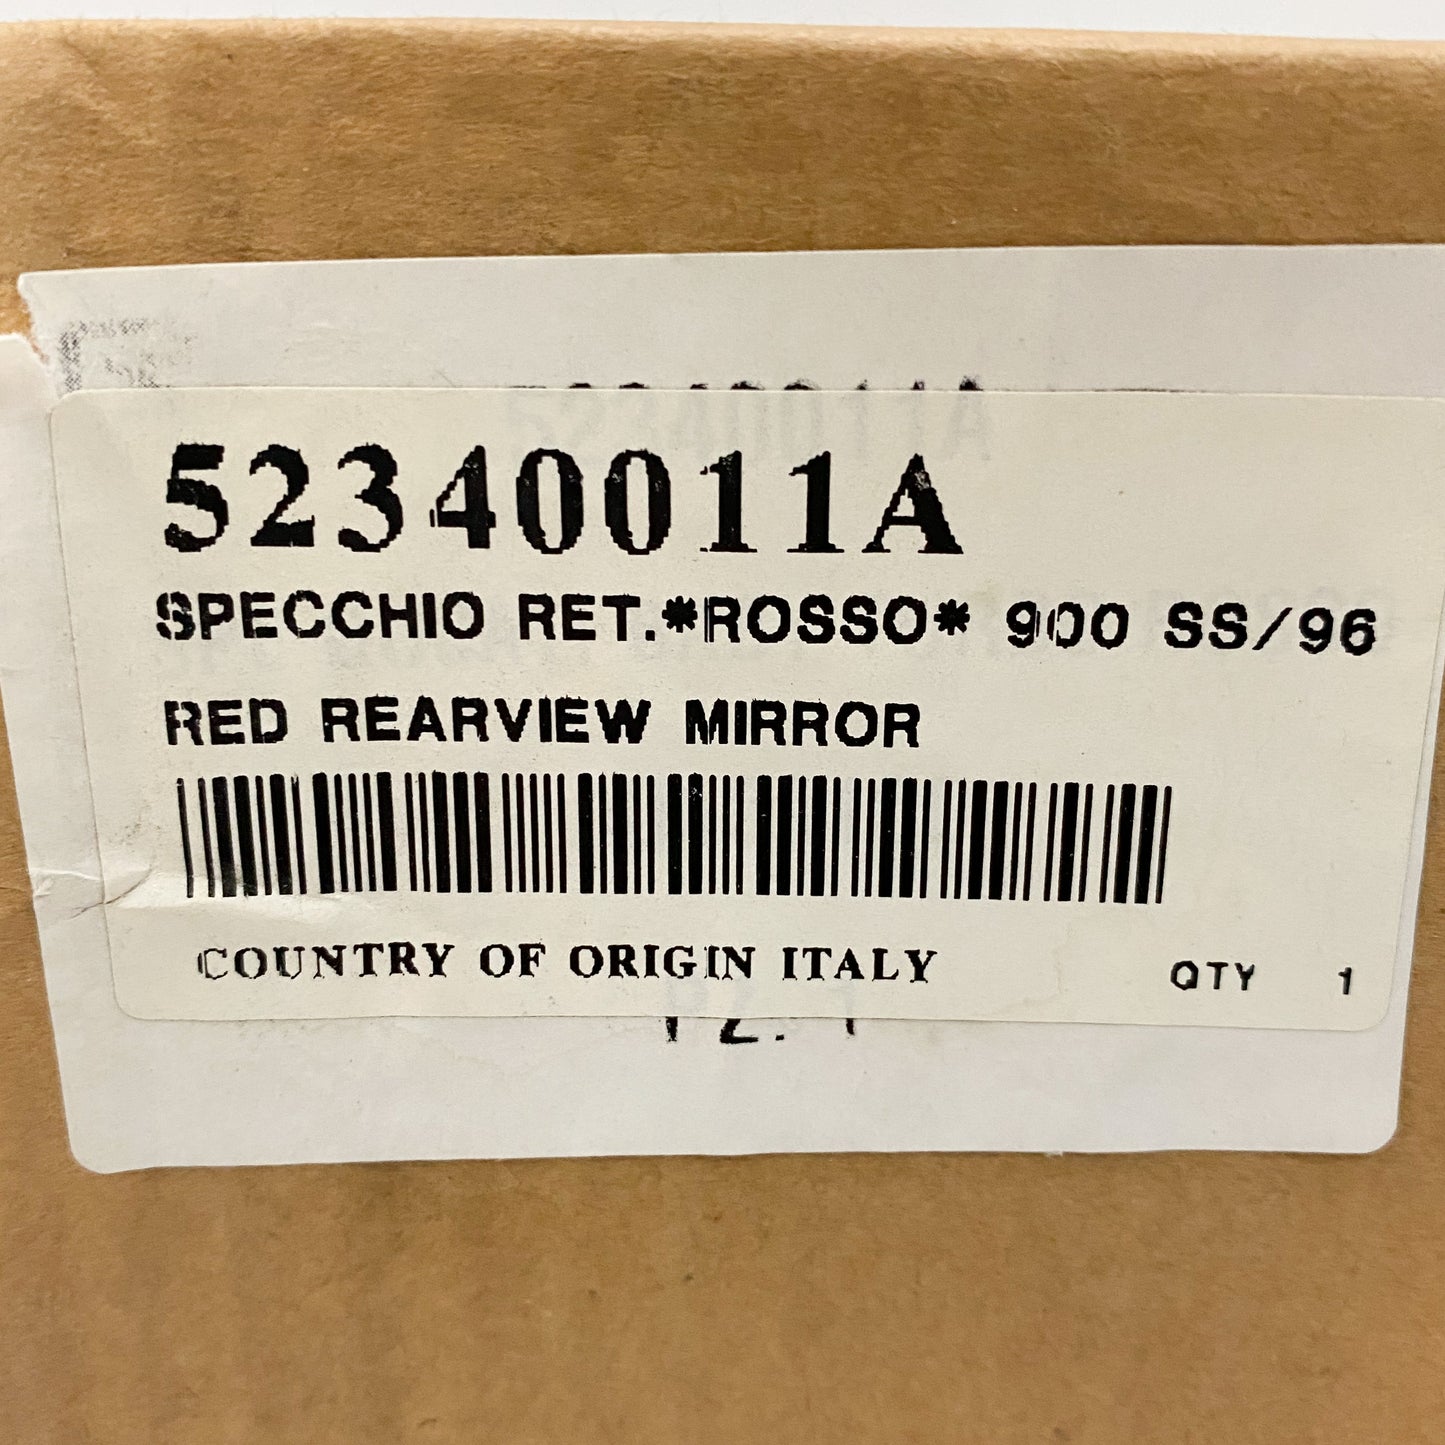 52340011A
SPECCHIO RET.*ROSSO* 900 SS/96
RED REARVIEW MIRROR
COUNTRY OF ORIGIN ITALY
QTY 1